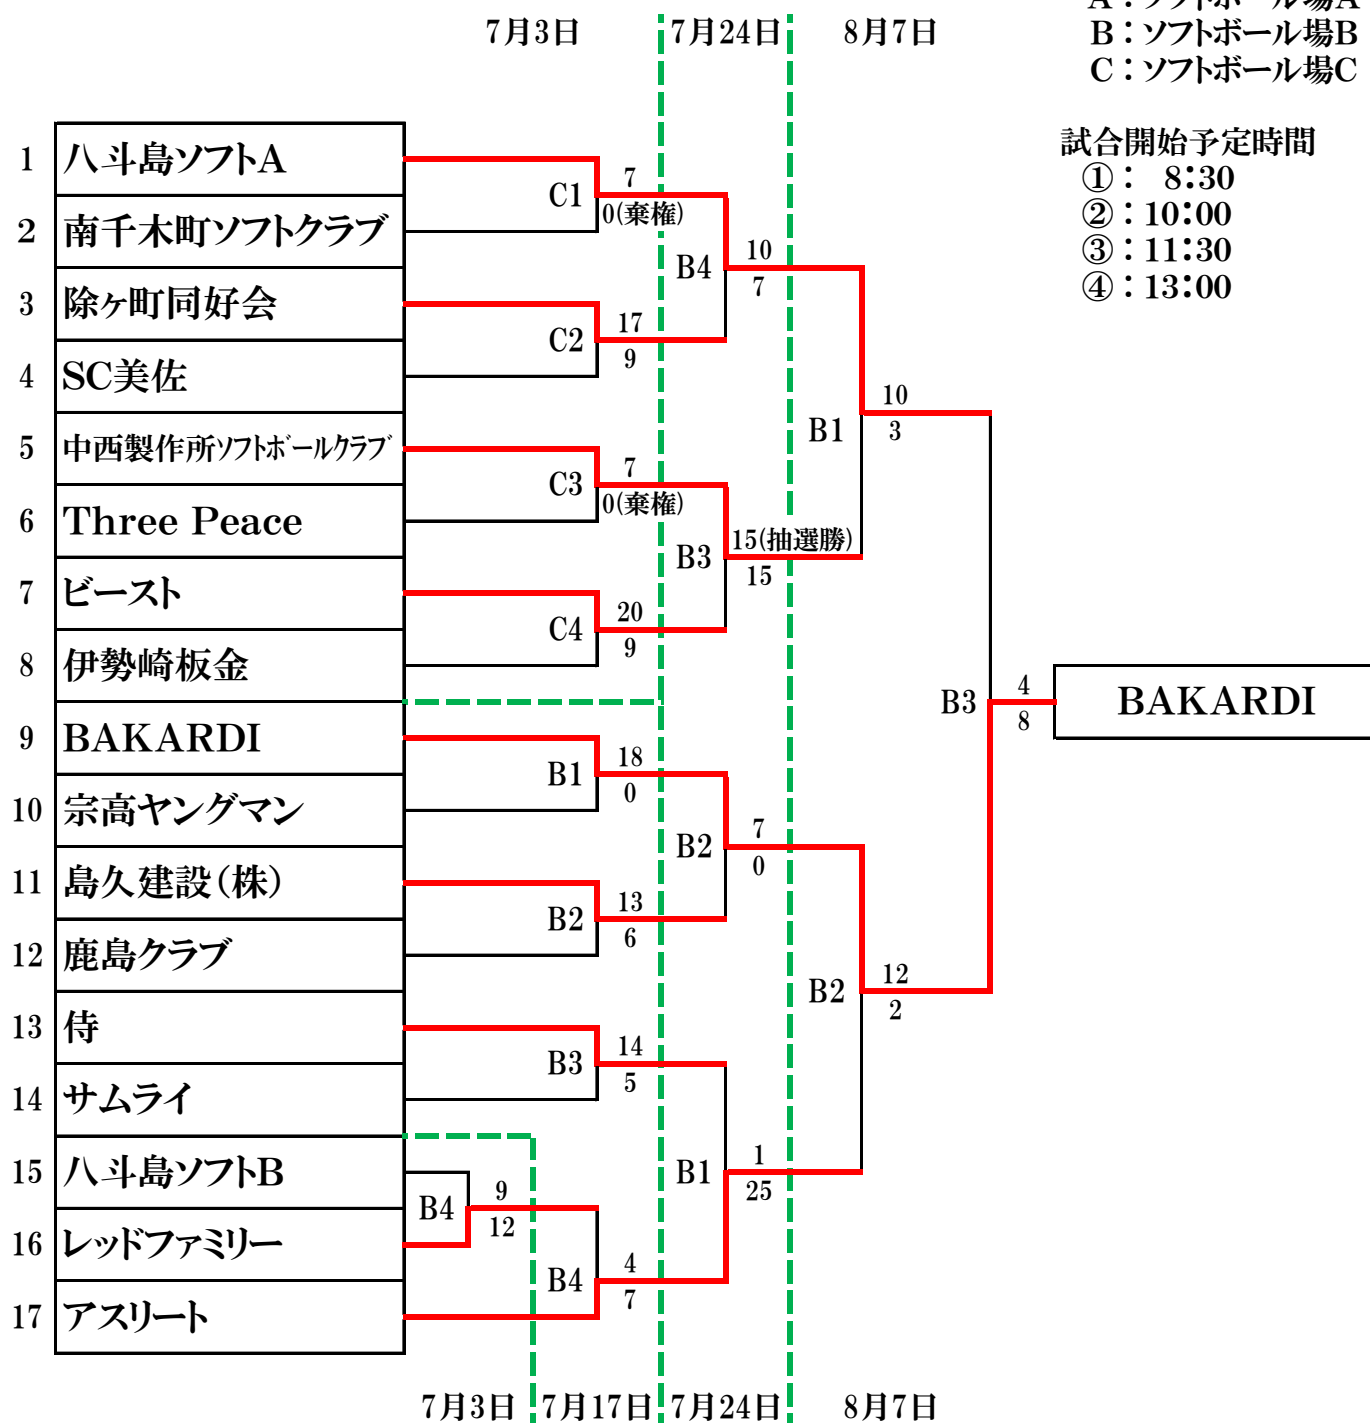 7月3日 7月24日 8月7日
A：ソフトボール場A
B：ソフトボール場B
C：ソフトボール場C
試合開始予定時間
①： 8:30
②：10:00
③：11:30
④：13:00
1 八斗島ソフトA
2 南千木町ソフトクラブ
3 除ヶ町同好会
4 SC美佐
5 中西製作所ソフトボールクラブ
6 Three Peace
7 ビースト
8 伊勢崎板金
9 BAKARDI
10 宗高ヤングマン
11 島久建設（株）
12 鹿島クラブ
13 侍
14 サムライ
15 八斗島ソフトB
16 レッドファミリー
17 アスリート
C1
7
0(棄権)
C2
17
9
C3
7
0(棄権)
C4
20
9
B1
18
0
B2
13
6
B3
14
5
B4
9
12
B4
4
7
B4
10
7
B3
15(抽選勝)
15
B2
7
0
B1
1
25
B1
10
3
B2
12
2
B3
4
8
BAKARDI
7月3日 7月17日 7月24日 8月7日